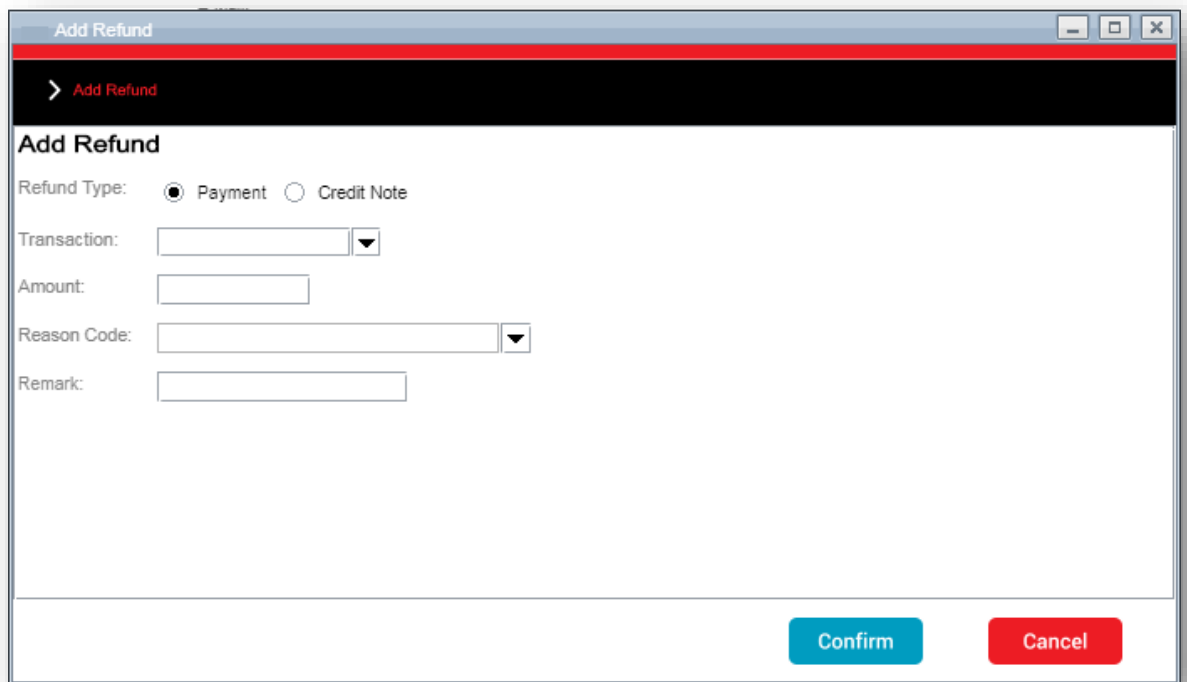 Add Refund
Add Refund
Add Refund
Refund Type: Payment Credit Note
Transaction:
Amount:
Reason Code:
Remark:
Confirm Cancel